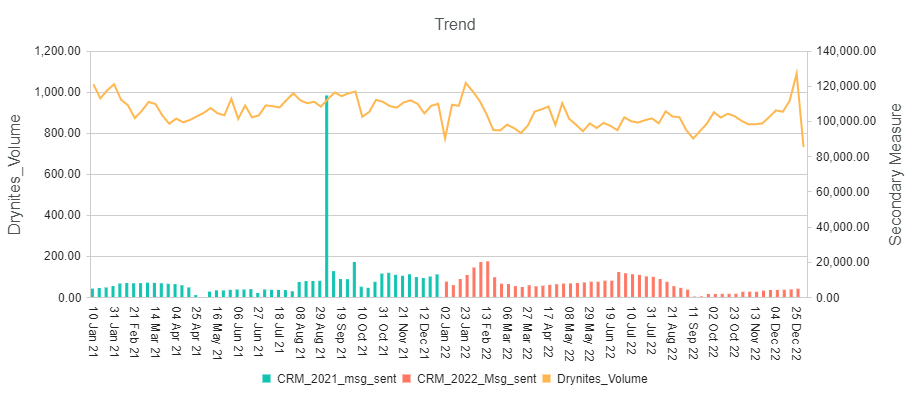 Trend
1,200.00
1,000.00
800.00
600.00
400.00
200.00
0.00
Drynites_Volume
140,000.00
120,000.00
100,000.00
80,000.00
60,000.00
40,000.00
20,000.00
0.00
Secondary Measure
10 Jan 21
31 Jan 21
21 Feb 21
14 Mar 21
04 Apr 21
25 Apr 21
16 May 21
06 Jun 21
27 Jun 21
18 Jul 21
08 Aug 21
29 Aug 21
19 Sep 21
10 Oct 21
31 Oct 21
21 Nov 21
12 Dec 21
02 Jan 22
23 Jan 22
13 Feb 22
06 Mar 22
27 Mar 22
17 Apr 22
08 May 22
29 May 22
19 Jun 22
10 Jul 22
31 Jul 22
21 Aug 22
11 Sep 22
02 Oct 22
23 Oct 22
13 Nov 22
04 Dec 22
25 Dec 22
CRM_2021_msg_sent
CRM_2022_Msg_sent
Drynites_Volume